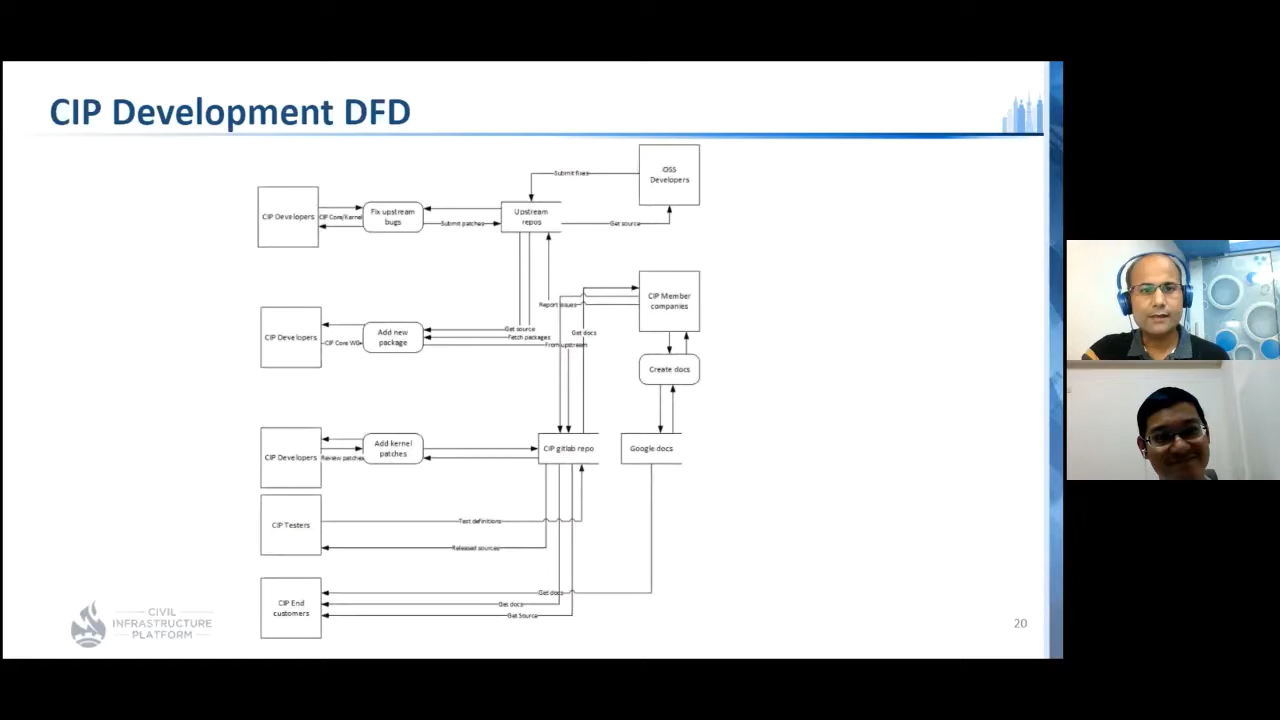 CIP Development DFD
OSS
Developers
Submit fixes
CIP Developers
CIP Core/Kernel
Fix upstream
bugs
Submit patches
Upstream
repos
Get source
CIP Member
companies
Report issues
Get docs
CIP Developers
CIP Core WG
Add new
package
Get source
Fetch packages
From upstream
Create docs
CIP Developers
Review patches
Add kernel
patches
CIP gitlab repo
Google docs
CIP Testers
Test definitions
Released sources
CIP End
customers
Get docs
Get docs
Get Source
CIVIL
INFRASTRUCTURE
PLATFORM
20